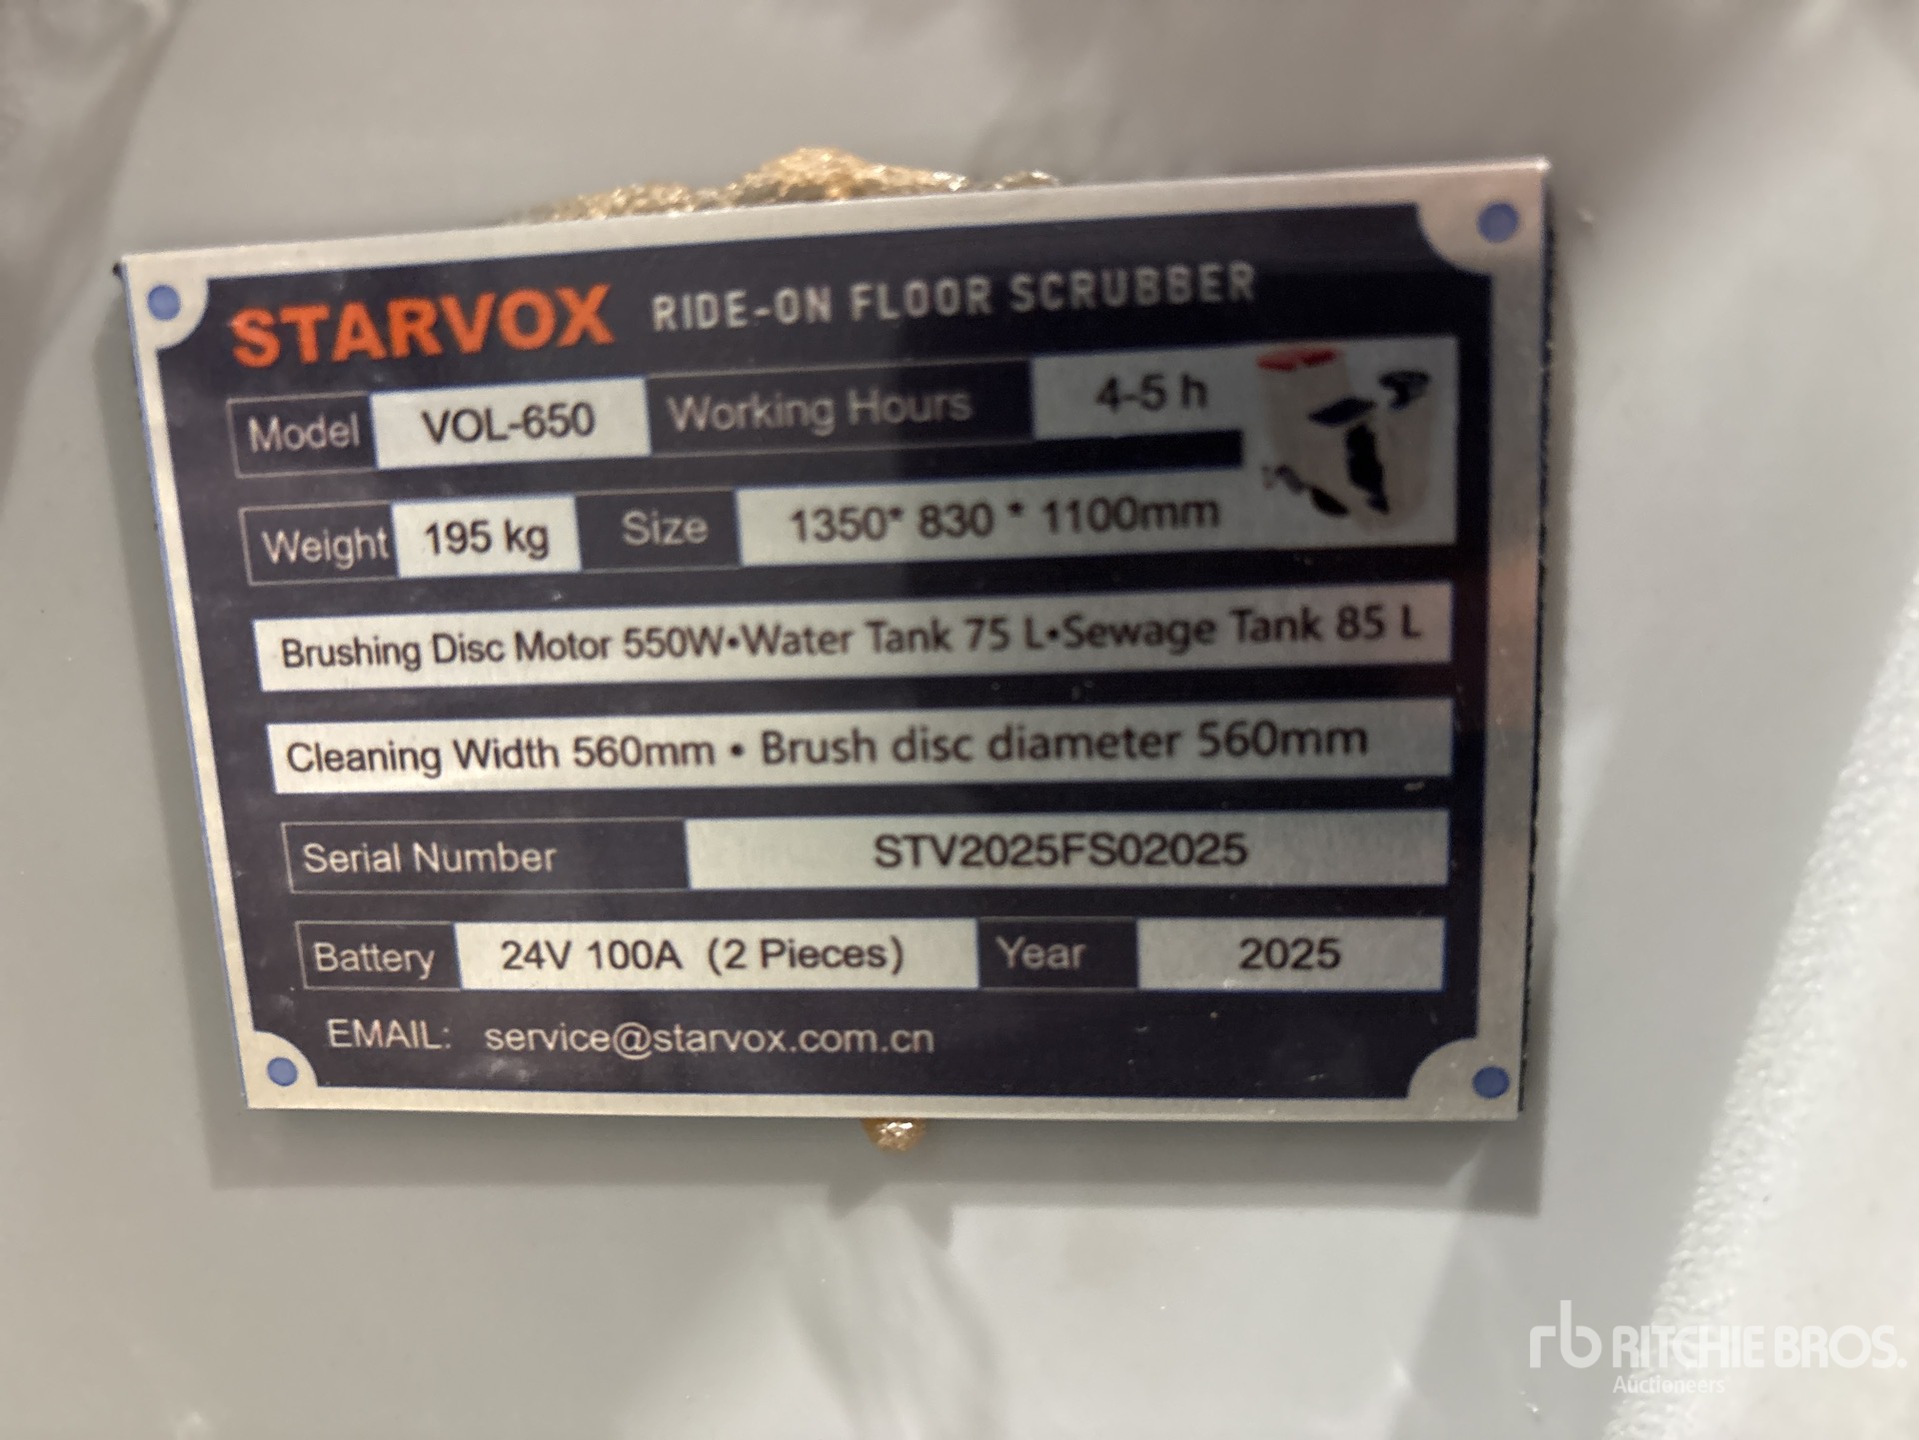 STARVOX RIDE-ON FLOOR SCRUBBER
Model VOL-650 Working Hours 4-5 h
Weight 195 kg Size 1350* 830 * 1100mm
Brushing Disc Motor 550W•Water Tank 75 L•Sewage Tank 85 L
Cleaning Width 560mm • Brush disc diameter 560mm
Serial Number STV2025FS02025
Battery 24V 100A (2 Pieces) Year 2025
EMAIL: service@starvox.com.cn
rb RITCHIE BROS.
Auctioneers